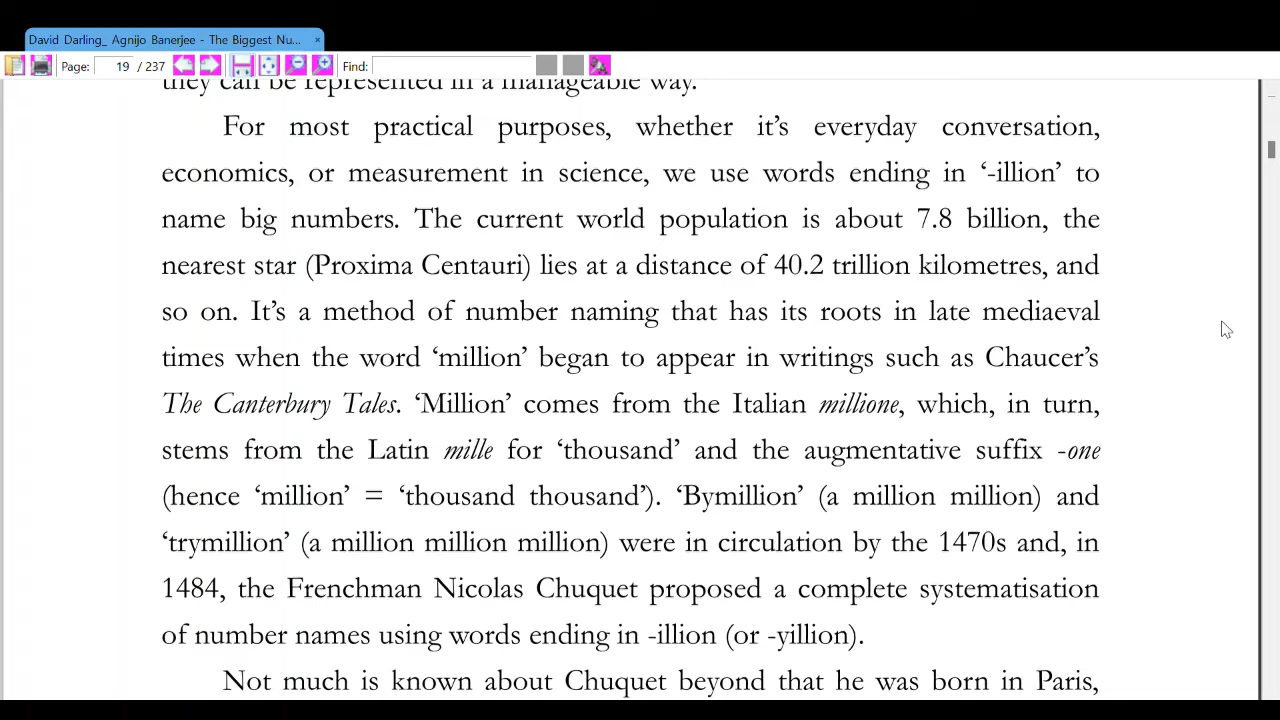 David Darling_ Agnijo Banerjee - The Biggest Nu... ×
Page: 19 / 237 Find:
they can be represented in a manageable way.
For most practical purposes, whether it’s everyday conversation,
economics, or measurement in science, we use words ending in ‘-illion’ to
name big numbers. The current world population is about 7.8 billion, the
nearest star (Proxima Centauri) lies at a distance of 40.2 trillion kilometres, and
so on. It’s a method of number naming that has its roots in late mediaeval
times when the word ‘million’ began to appear in writings such as Chaucer’s
The Canterbury Tales. ‘Million’ comes from the Italian millione, which, in turn,
stems from the Latin mille for ‘thousand’ and the augmentative suffix -one
(hence ‘million’ = ‘thousand thousand’). ‘Bymillion’ (a million million) and
‘trymillion’ (a million million million) were in circulation by the 1470s and, in
1484, the Frenchman Nicolas Chuquet proposed a complete systematisation
of number names using words ending in -illion (or -yillion).
Not much is known about Chuquet beyond that he was born in Paris,